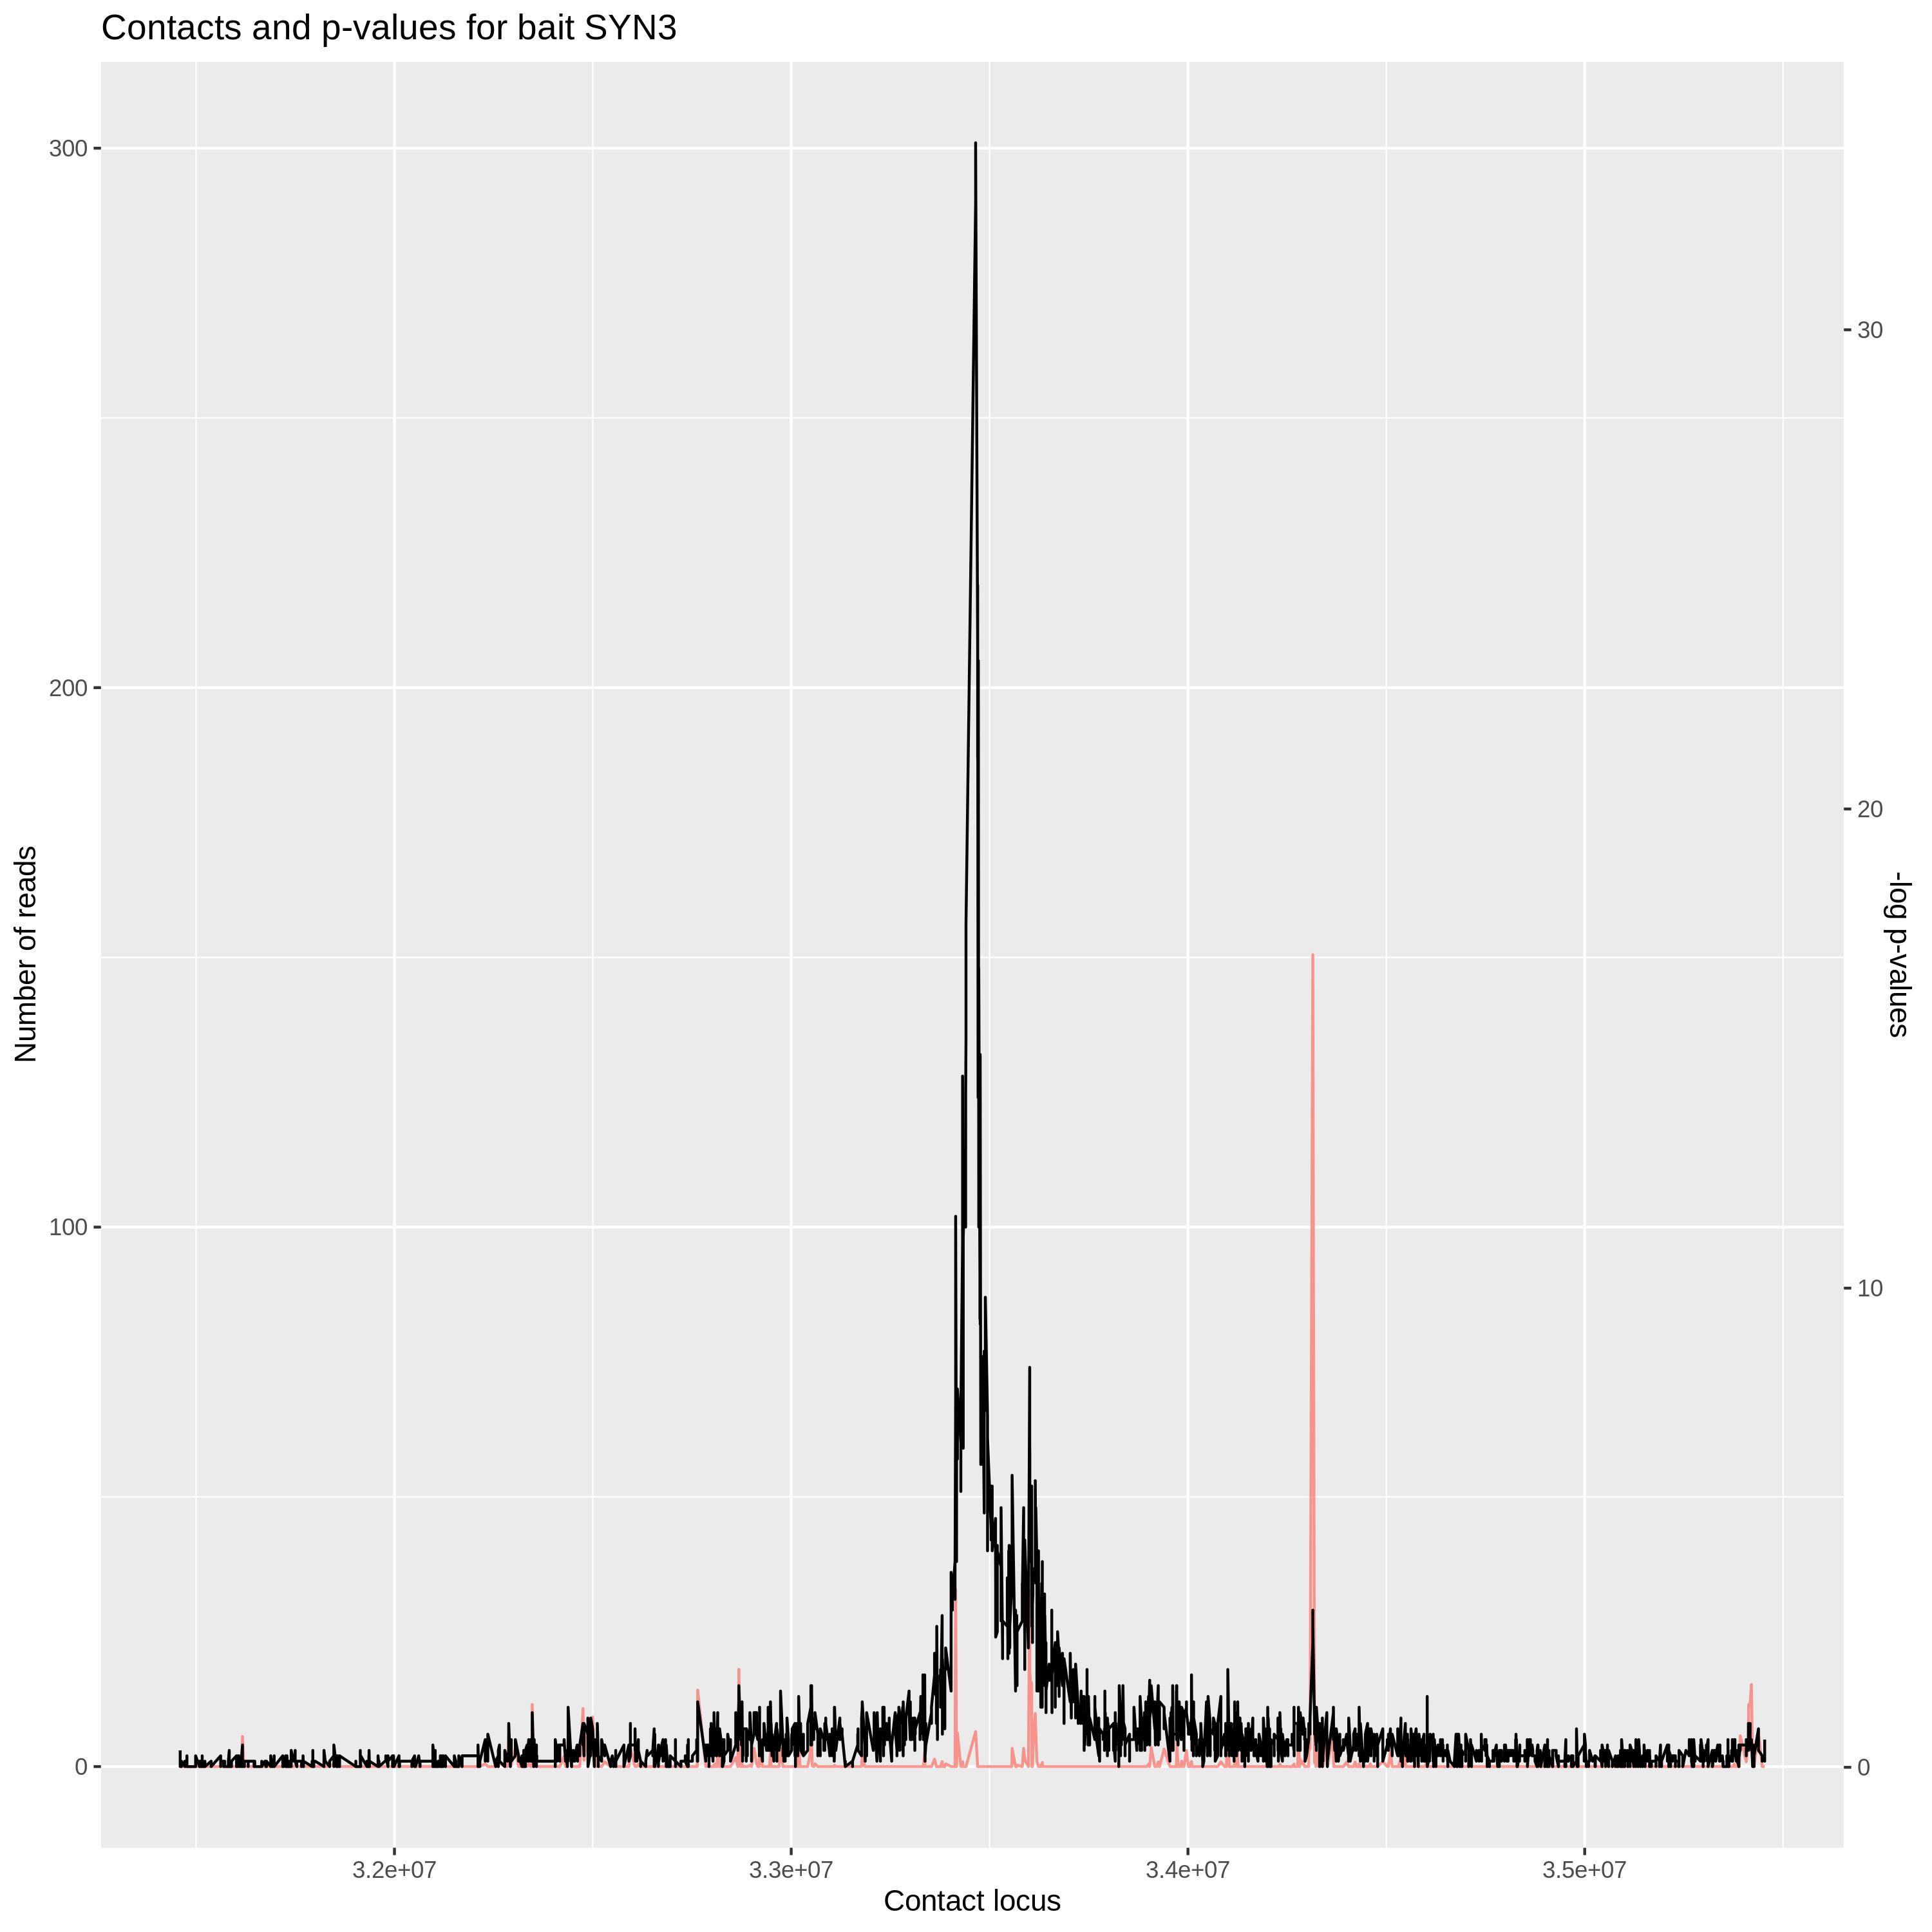 Contacts and p-values for bait SYN3
300
200
100
0
Number of reads
30
20
10
0
-log p-values
3.2e+07
3.3e+07
3.4e+07
3.5e+07
Contact locus